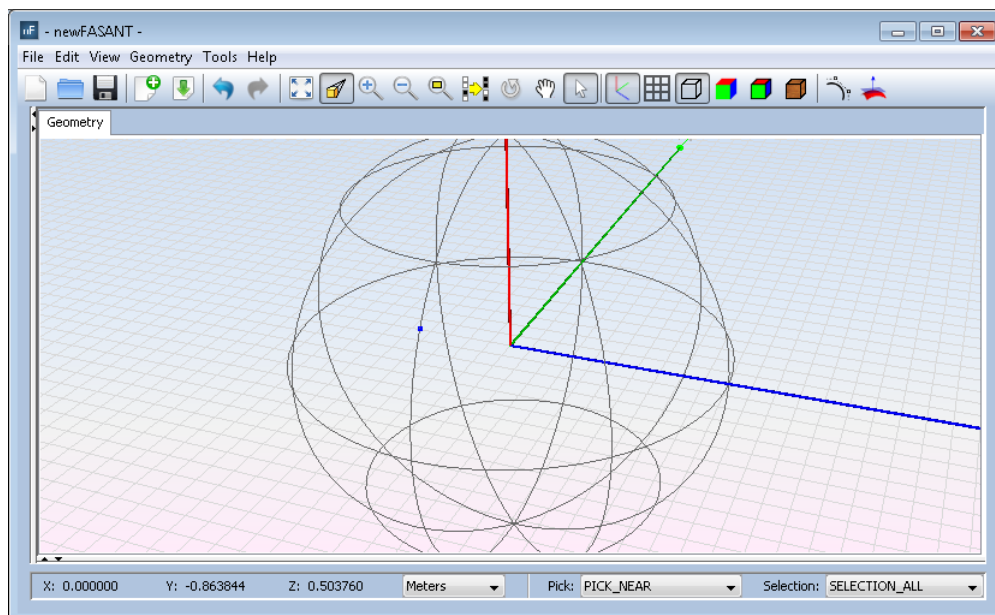 nF - newFASANT -
File Edit View Geometry Tools Help
Geometry
X: 0.000000 Y: -0.863844 Z: 0.503760 Meters Pick: PICK_NEAR Selection: SELECTION_ALL